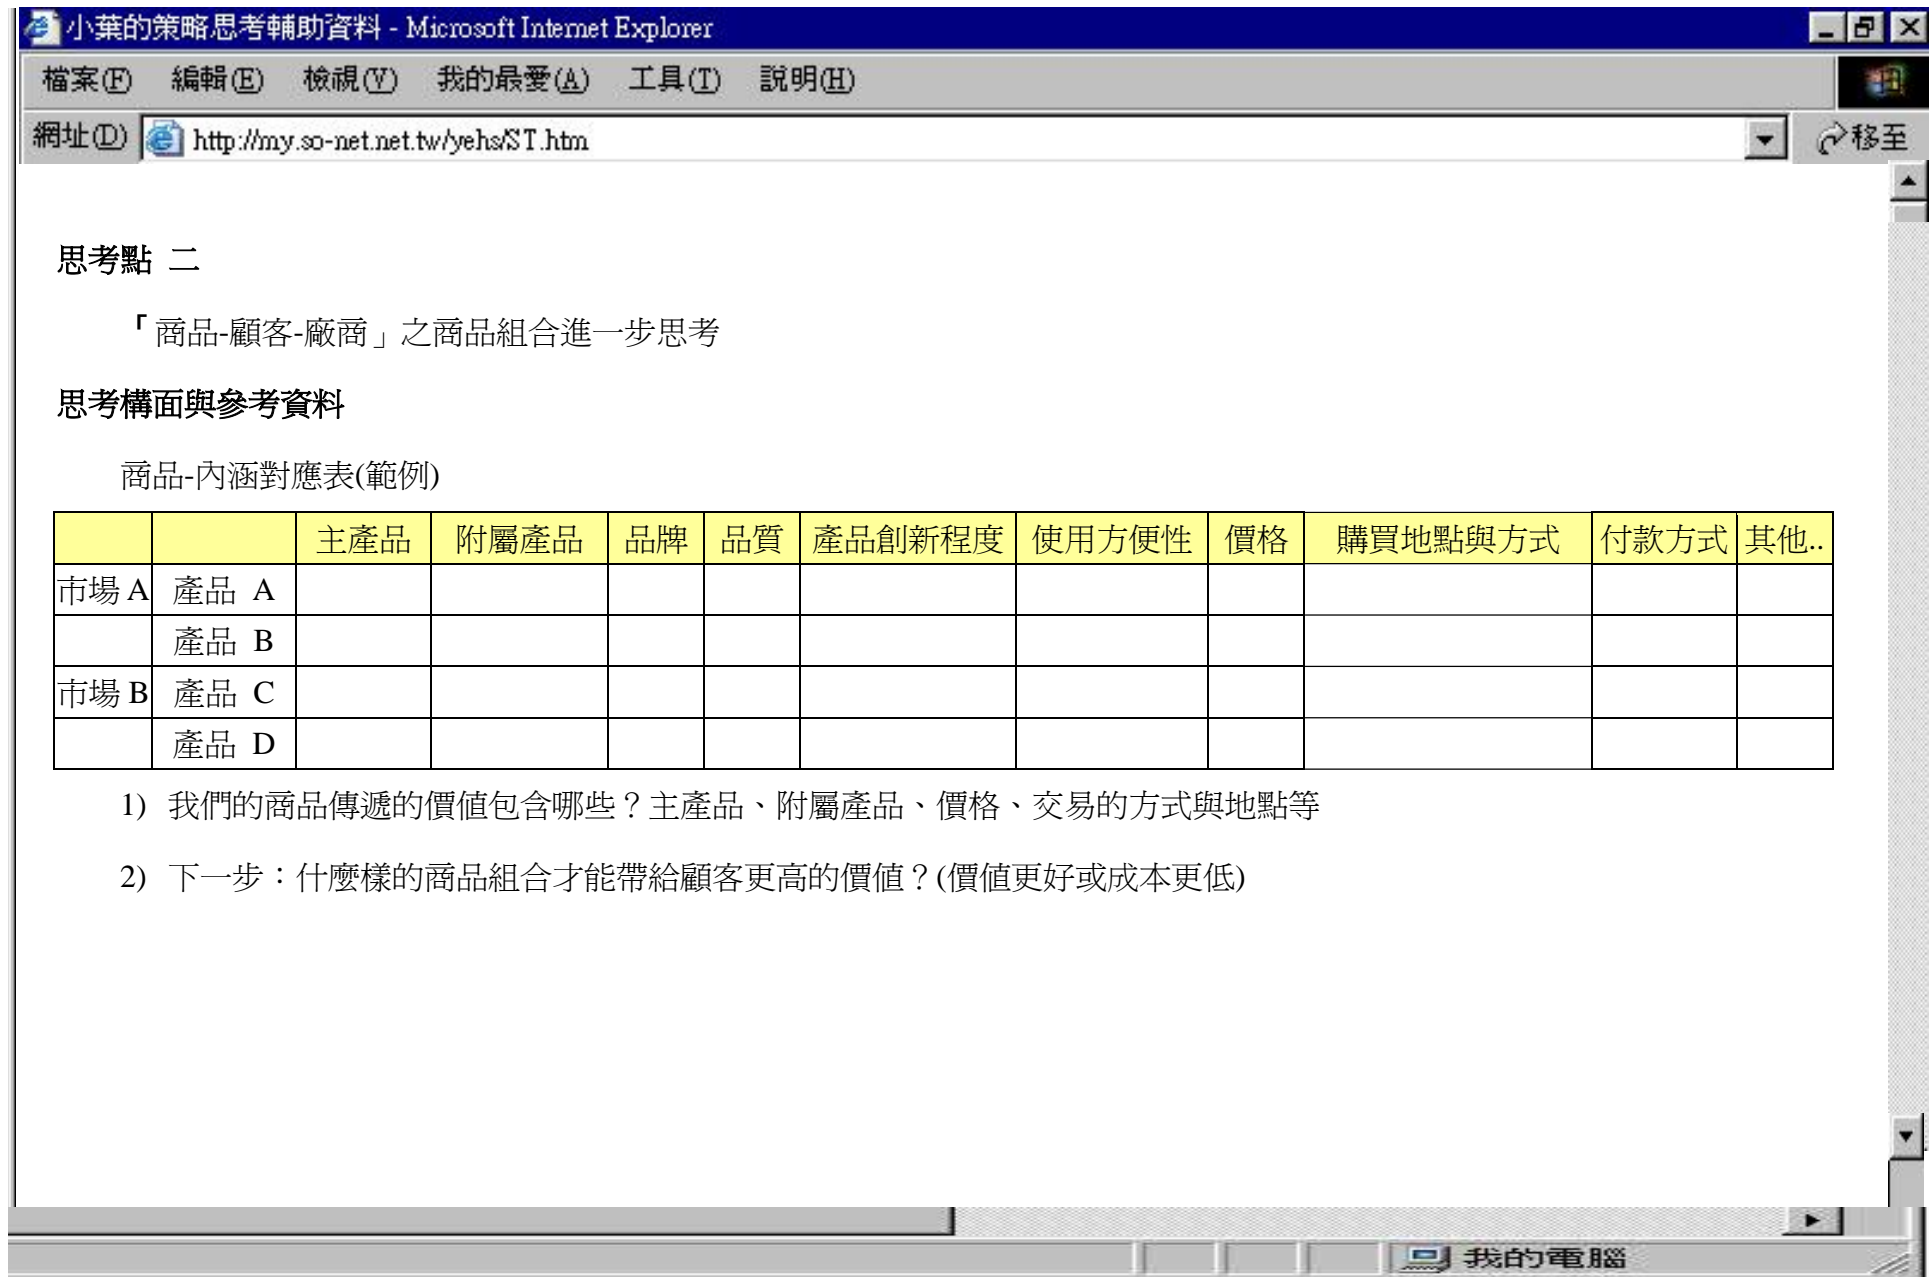 小葉的策略思考輔助資料 - Microsoft Internet Explorer
檔案(F) 編輯(E) 檢視(V) 我的最愛(A) 工具(T) 說明(H)
網址(D) http://my.so-net.net.tw/yehs/ST.htm 移至
思考點 二
「商品-顧客-廠商」之商品組合進一步思考
思考構面與參考資料
商品-內涵對應表(範例)
主產品 附屬產品 品牌 品質 產品創新程度 使用方便性 價格 購買地點與方式 付款方式 其他..
市場 A 產品 A
產品 B
市場 B 產品 C
產品 D
1) 我們的商品傳遞的價值包含哪些？主產品、附屬產品、價格、交易的方式與地點等
2) 下一步：什麼樣的商品組合才能帶給顧客更高的價值？(價值更好或成本更低)
我的電腦